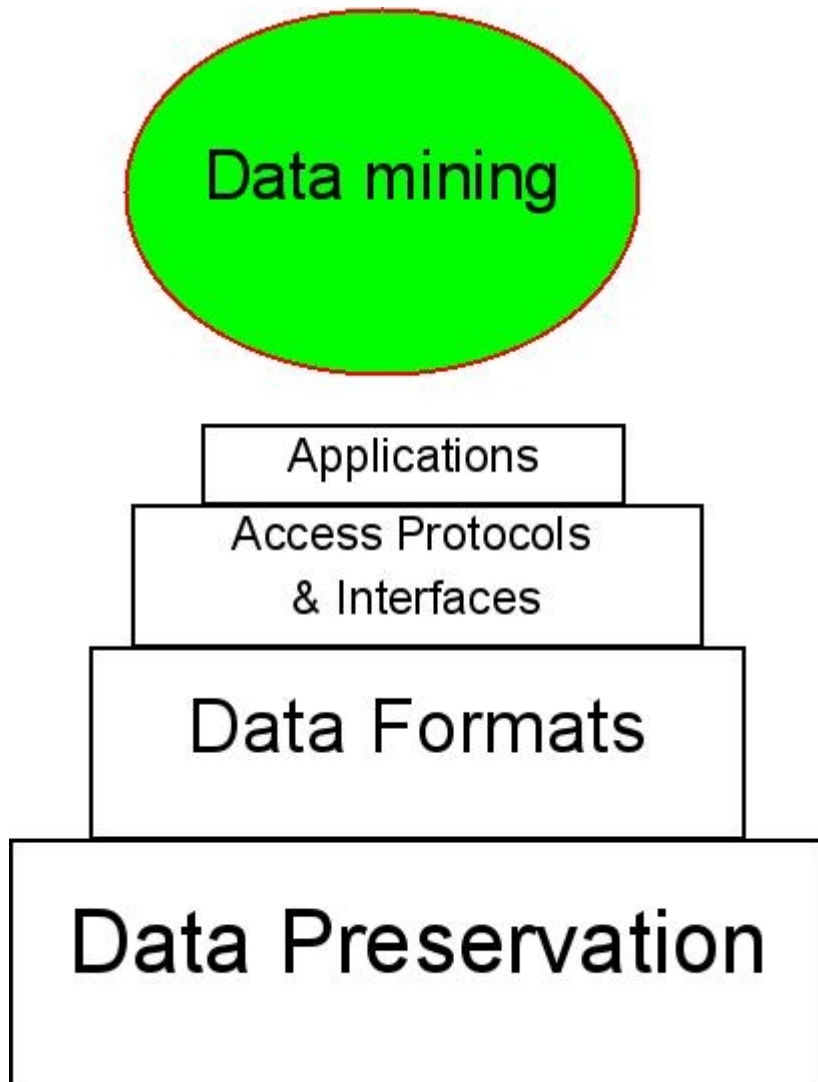 Data mining
Applications
Access Protocols
& Interfaces
Data Formats
Data Preservation